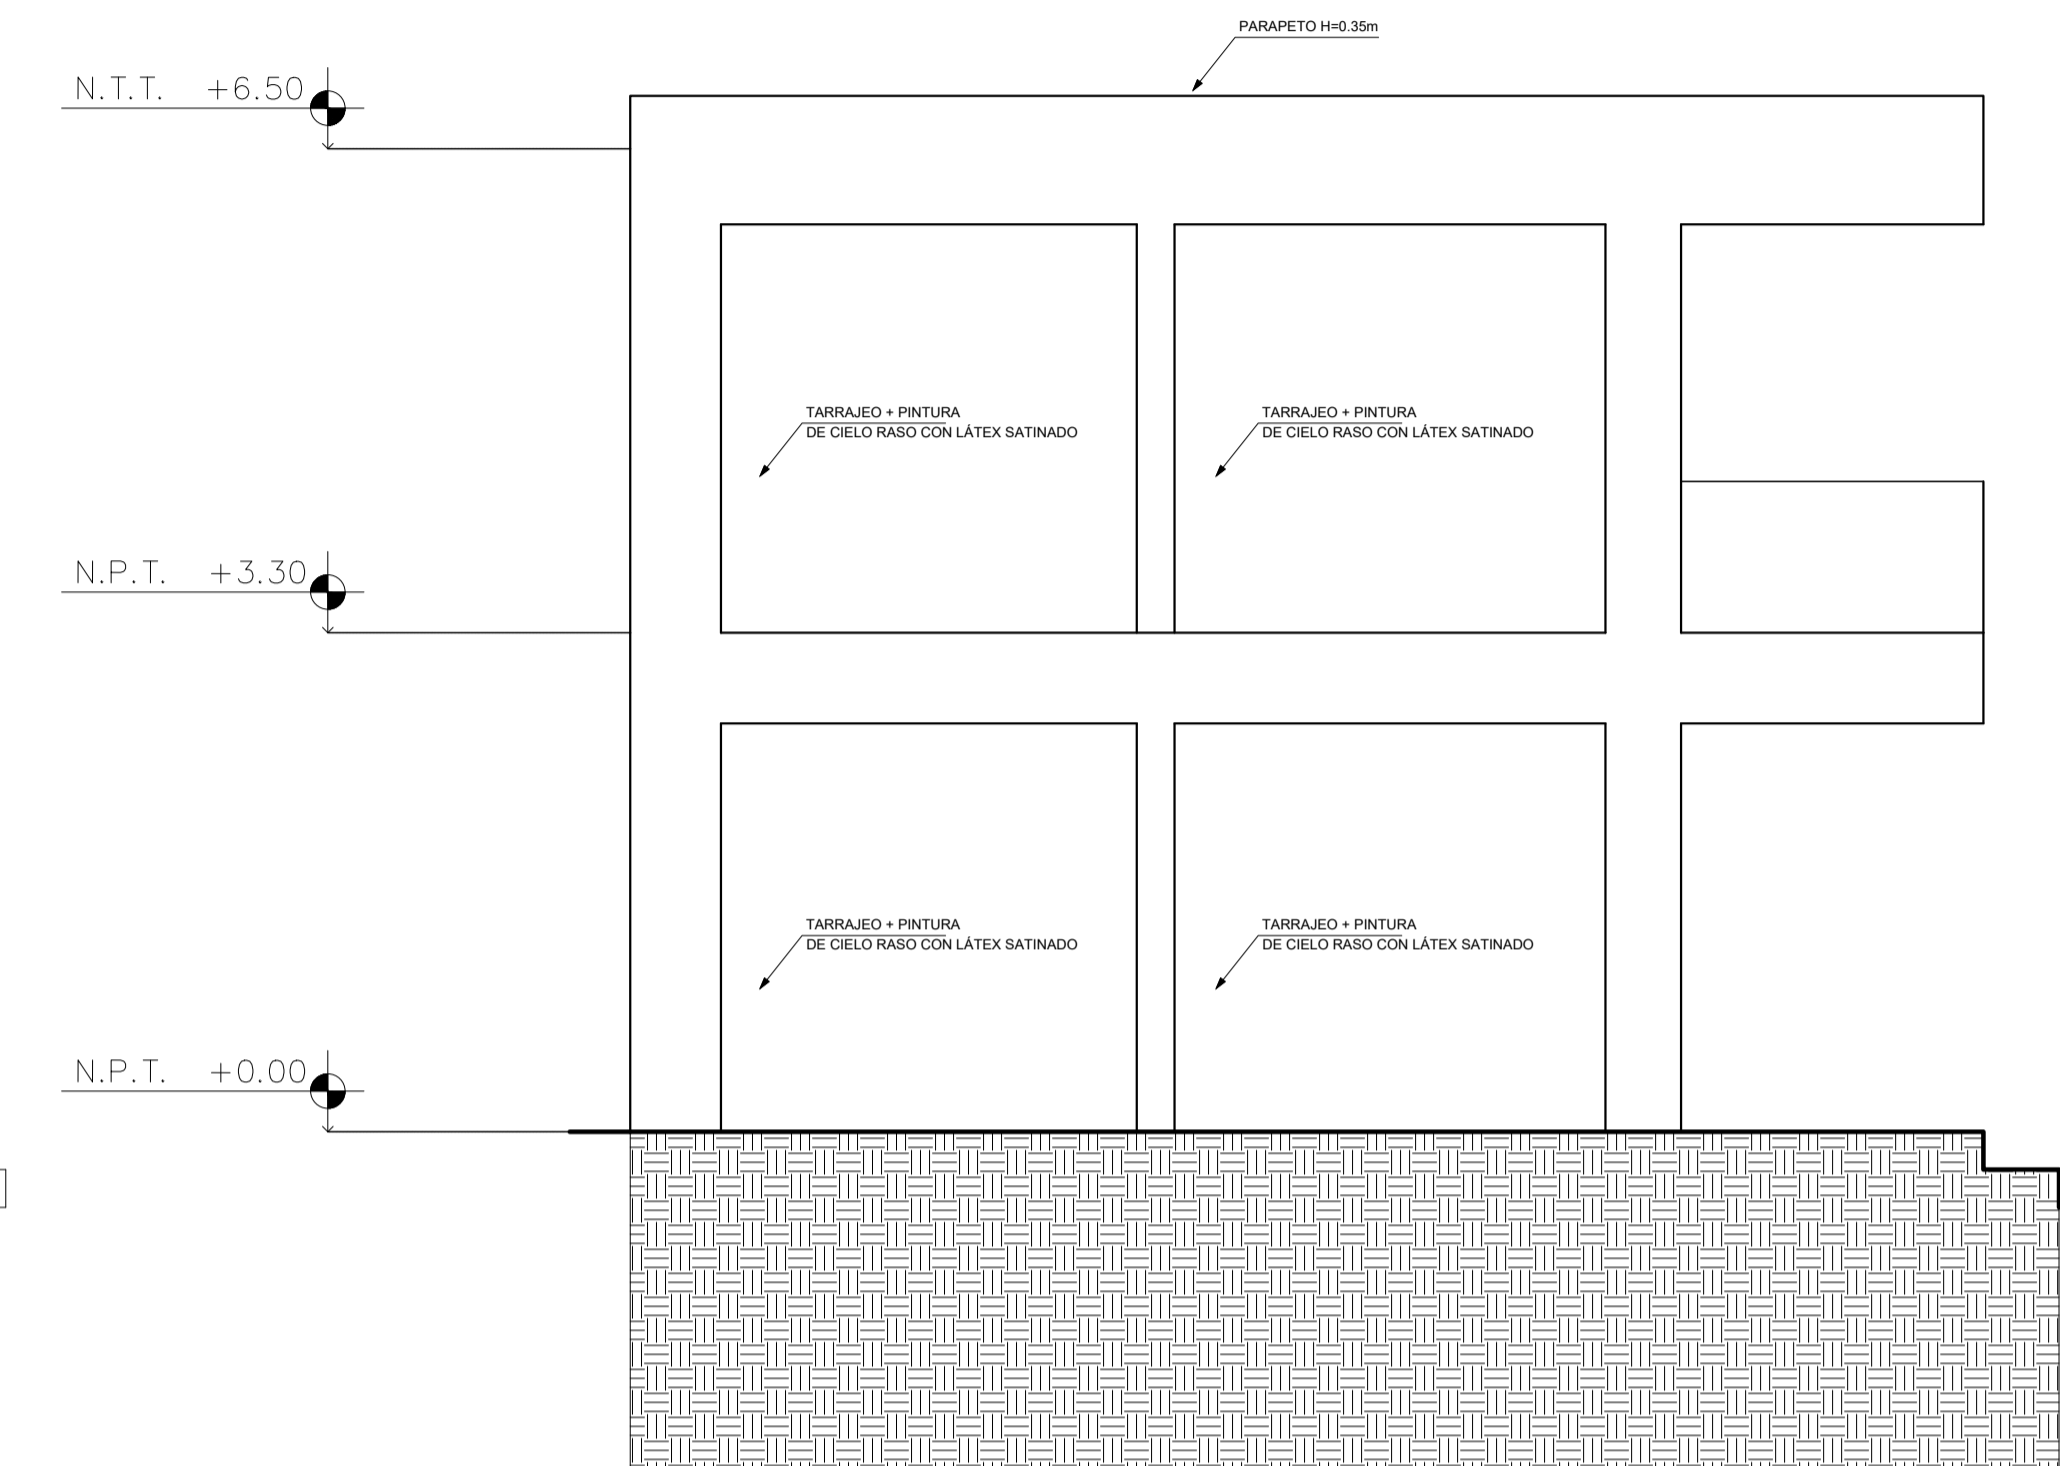 PARAPETO H=0.35m
N.T.T. +6.50
TARRAJEO + PINTURA
DE CIELO RASO CON LÁTEX SATINADO
TARRAJEO + PINTURA
DE CIELO RASO CON LÁTEX SATINADO
N.P.T. +3.30
TARRAJEO + PINTURA
DE CIELO RASO CON LÁTEX SATINADO
TARRAJEO + PINTURA
DE CIELO RASO CON LÁTEX SATINADO
N.P.T. +0.00